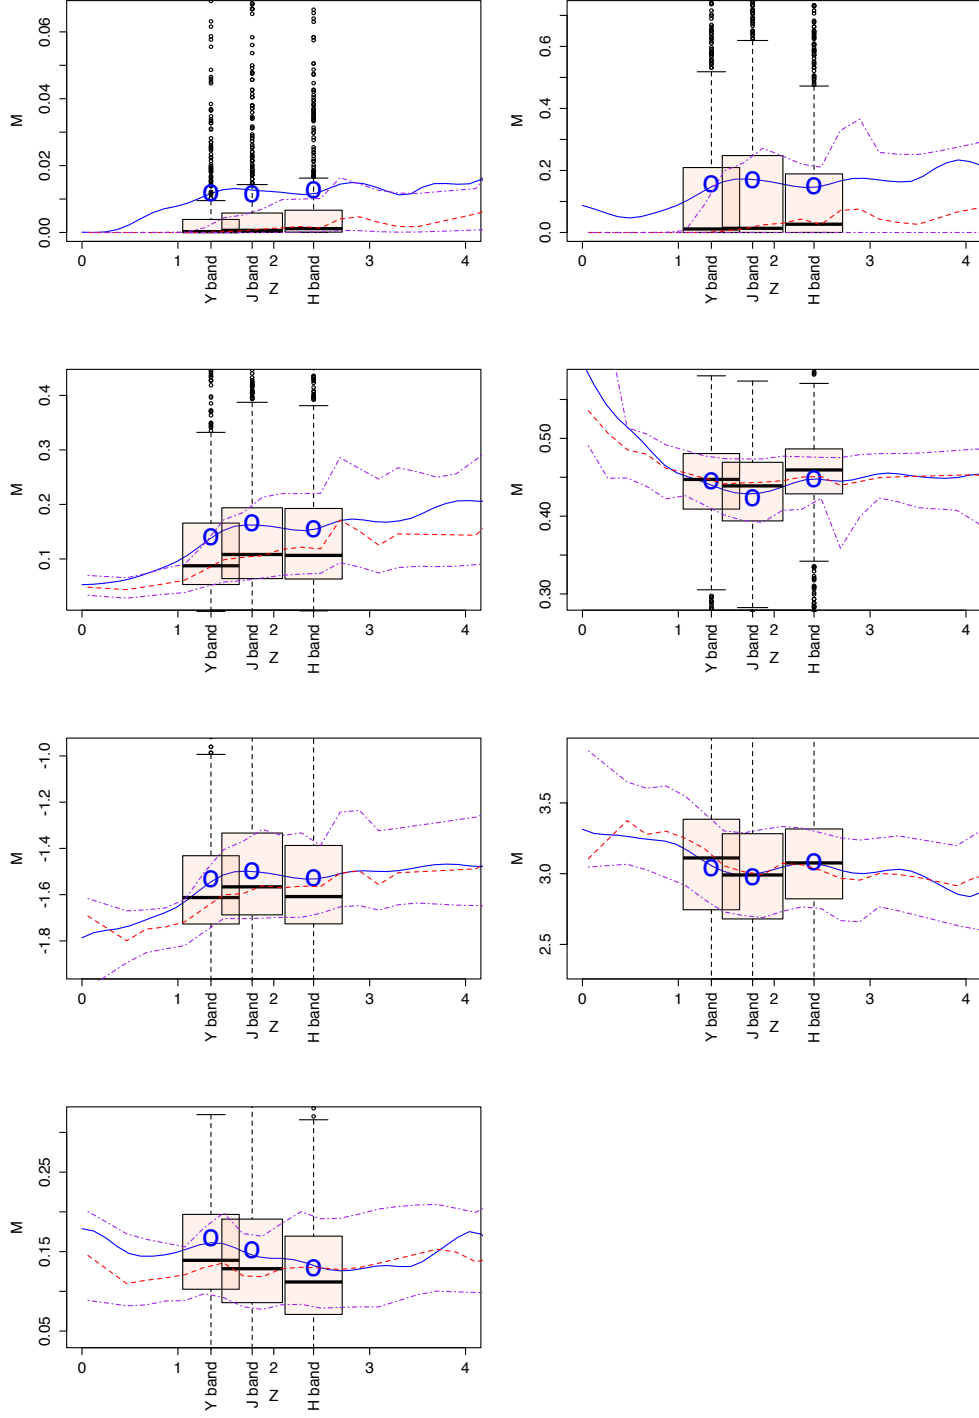 M
0.00 0.02 0.04 0.06
0 1 2 3 4
Y band J band H band
Z
M
0.0 0.2 0.4 0.6
0 1 2 3 4
Y band J band H band
Z
M
0.1 0.2 0.3 0.4
0 1 2 3 4
Y band J band H band
Z
M
0.30 0.40 0.50
0 1 2 3 4
Y band J band H band
Z
M
-1.8 -1.6 -1.4 -1.2 -1.0
0 1 2 3 4
Y band J band H band
Z
M
2.5 3.0 3.5
0 1 2 3 4
Y band J band H band
Z
M
0.05 0.15 0.25
0 1 2 3 4
Y band J band H band
Z